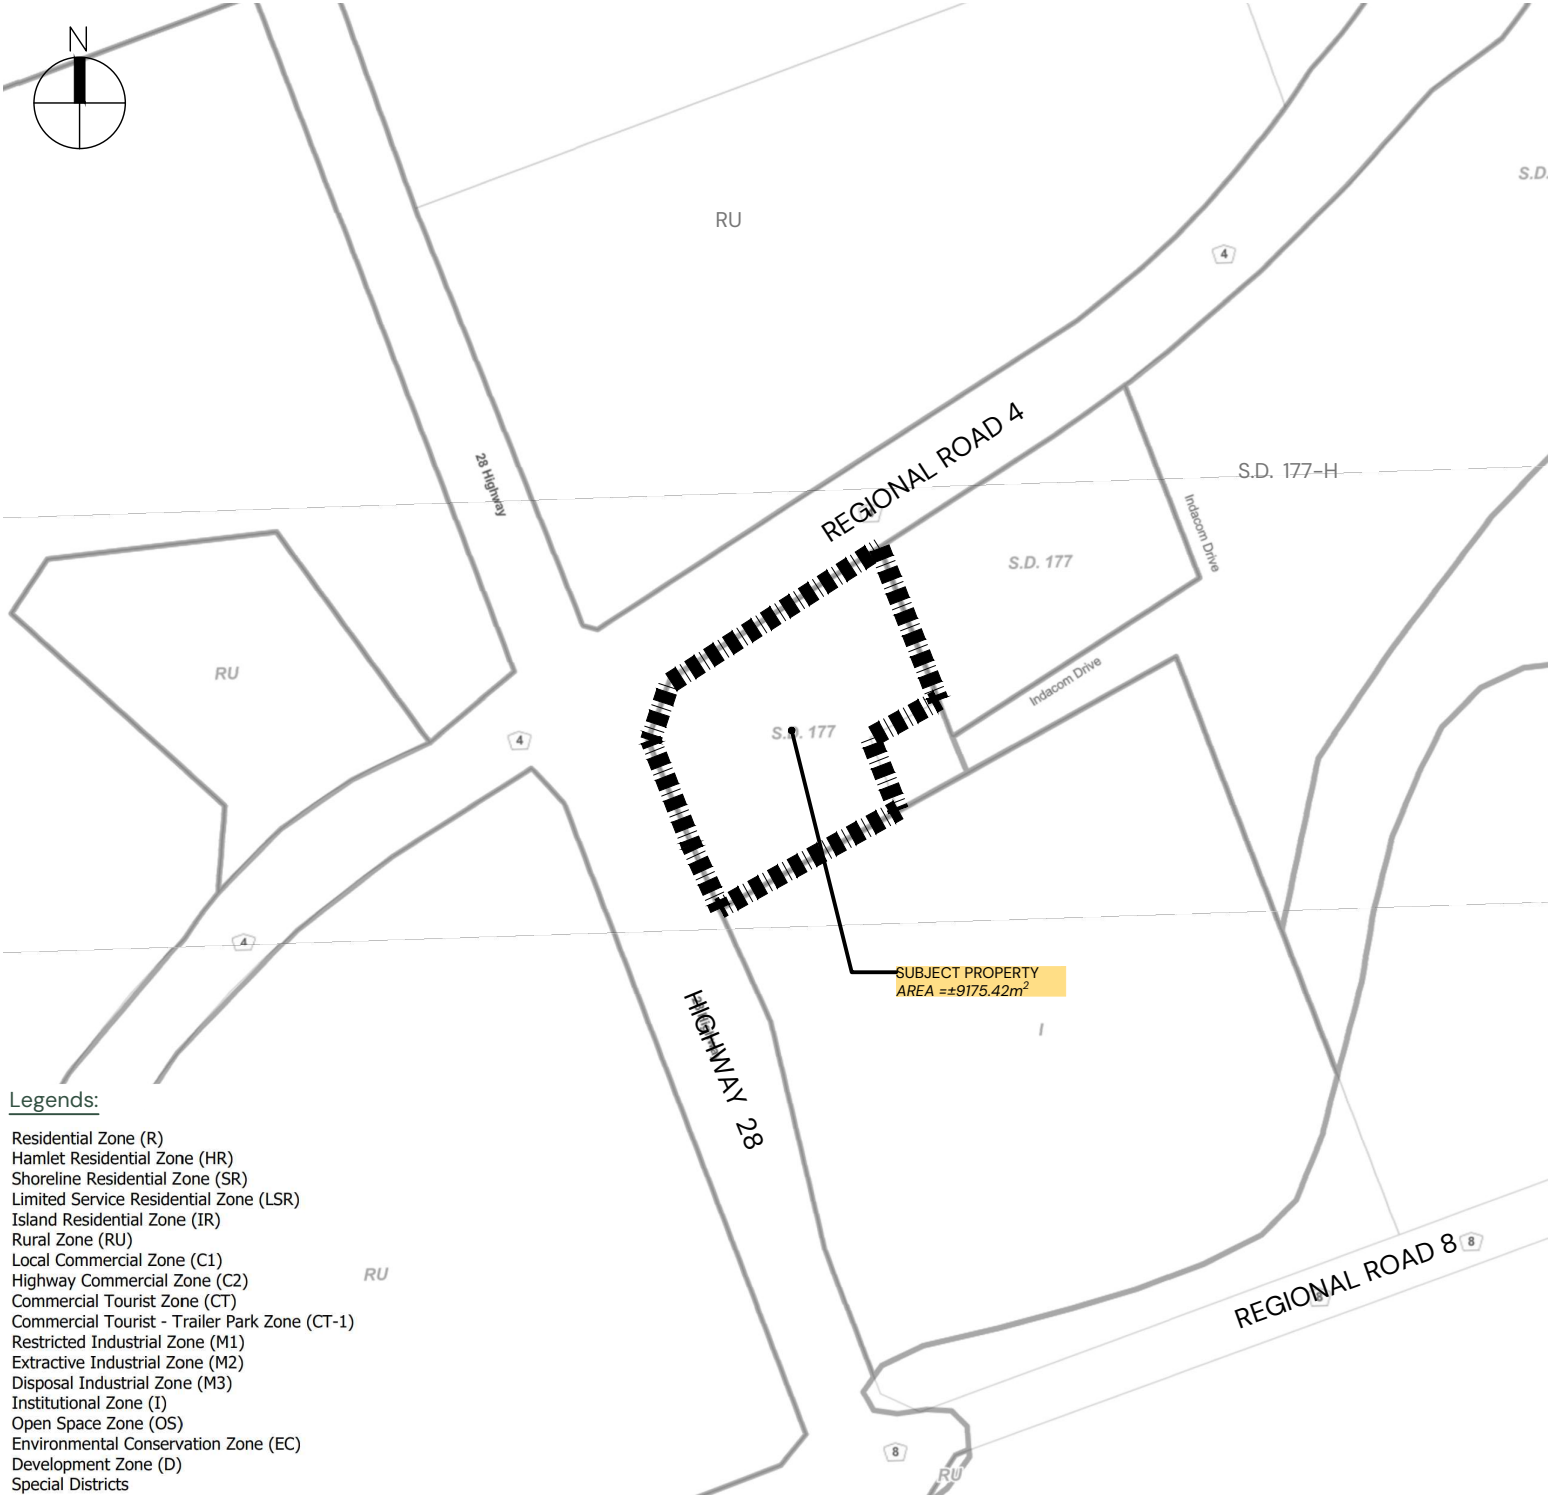 N
S.D.
RU
4
REGIONAL ROAD 4
28 Highway
S.D. 177-H
Indacom Drive
S.D. 177
RU
Indacom Drive
4
S.D. 177
4
SUBJECT PROPERTY
AREA =±9175.42m²
I
HIGHWAY 28
Legends:
Residential Zone (R)
Hamlet Residential Zone (HR)
Shoreline Residential Zone (SR)
Limited Service Residential Zone (LSR)
Island Residential Zone (IR)
Rural Zone (RU)
Local Commercial Zone (C1)
Highway Commercial Zone (C2)
Commercial Tourist Zone (CT)
Commercial Tourist - Trailer Park Zone (CT-1)
Restricted Industrial Zone (M1)
Extractive Industrial Zone (M2)
Disposal Industrial Zone (M3)
Institutional Zone (I)
Open Space Zone (OS)
Environmental Conservation Zone (EC)
Development Zone (D)
Special Districts
RU
REGIONAL ROAD 8
8
8
8
RU